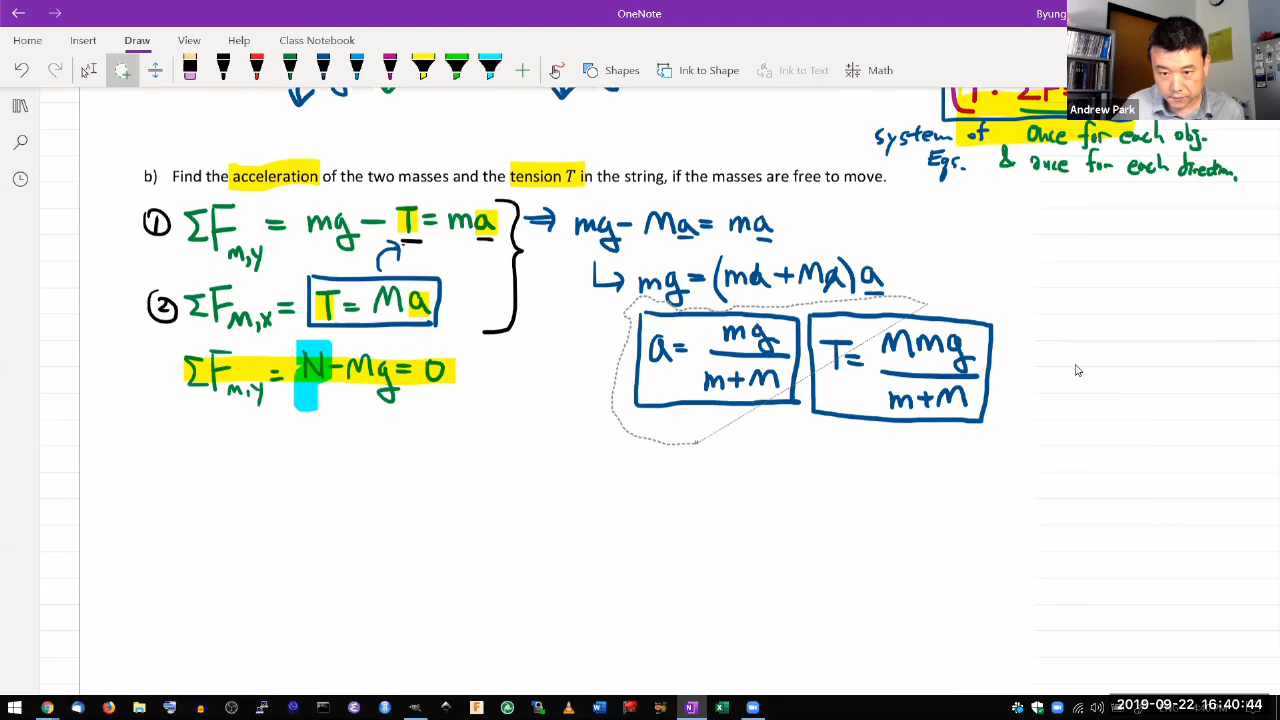 OneNote
Byung
Home Insert Draw View Help Class Notebook
Shapes Ink to Shape Ink to Text Math
Andrew Park
system of once for each obj.
Eqs. & once for each direction.
b) Find the acceleration of the two masses and the tension T in the string, if the masses are free to move.
① ΣF_m,y = mg - T = ma ⇒ mg - Ma = ma
② ΣF_M,x = T = Ma ↳ mg = (m + M) a
ΣF_M,y = N - Mg = 0
a = mg / (m+M) T = Mmg / (m+M)
2019-09-22 16:40:44